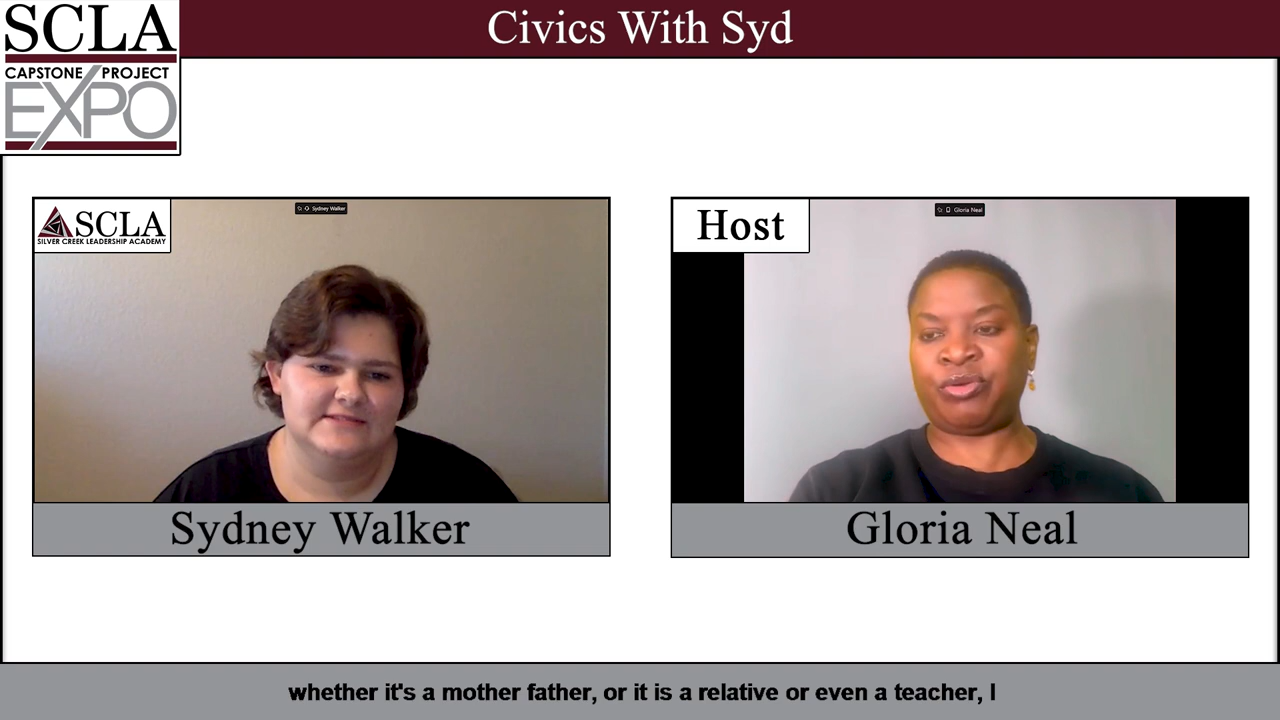 SCLA
CAPSTONE PROJECT
EXPO
Civics With Syd
SCLA
SILVER CREEK LEADERSHIP ACADEMY
Sydney Walker
Host
Gloria Neal
Sydney Walker
Gloria Neal
whether it's a mother father, or it is a relative or even a teacher, I